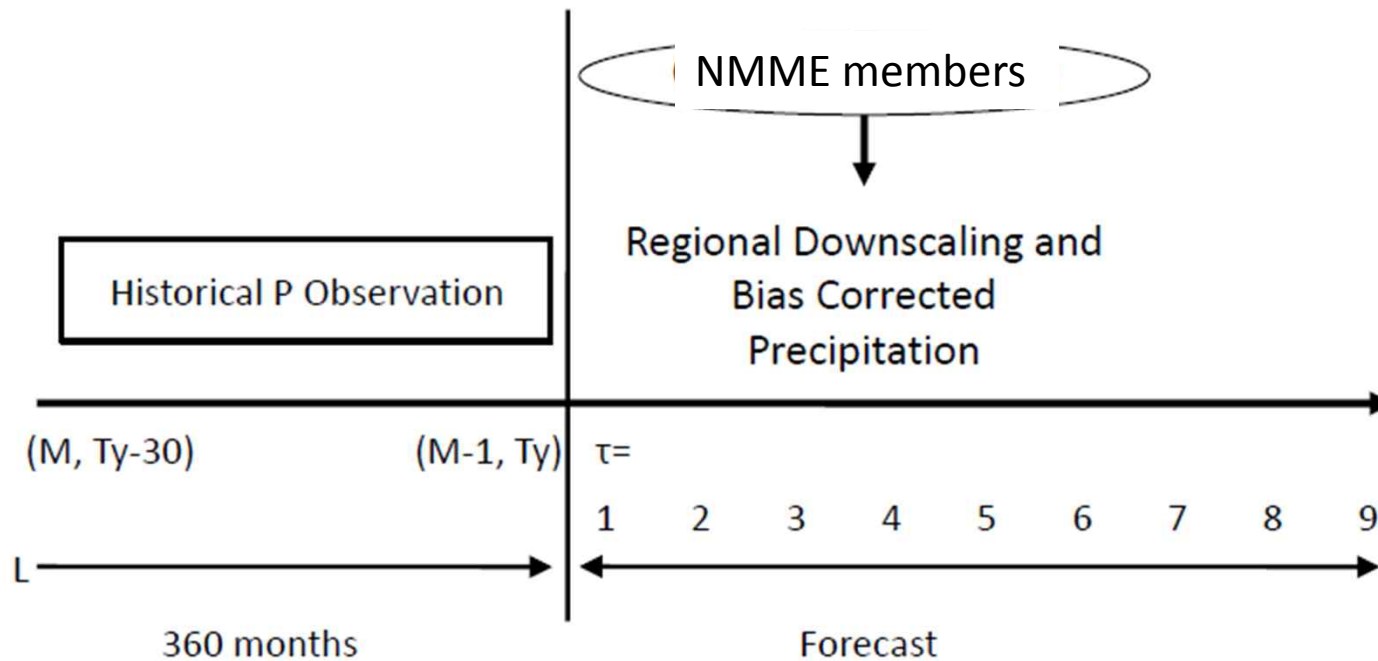 NMME members
Regional Downscaling and
Bias Corrected
Precipitation
Historical P Observation
(M, Ty-30) (M-1, Ty) τ=
1 2 3 4 5 6 7 8 9
L
360 months Forecast